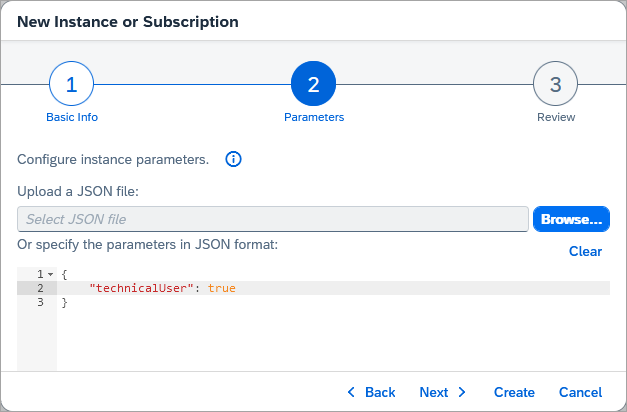 New Instance or Subscription
1 2 3
Basic Info Parameters Review
Configure instance parameters.
Upload a JSON file:
Select JSON file Browse...
Or specify the parameters in JSON format:
Clear
1 {
2 "technicalUser": true
3 }
Back Next Create Cancel